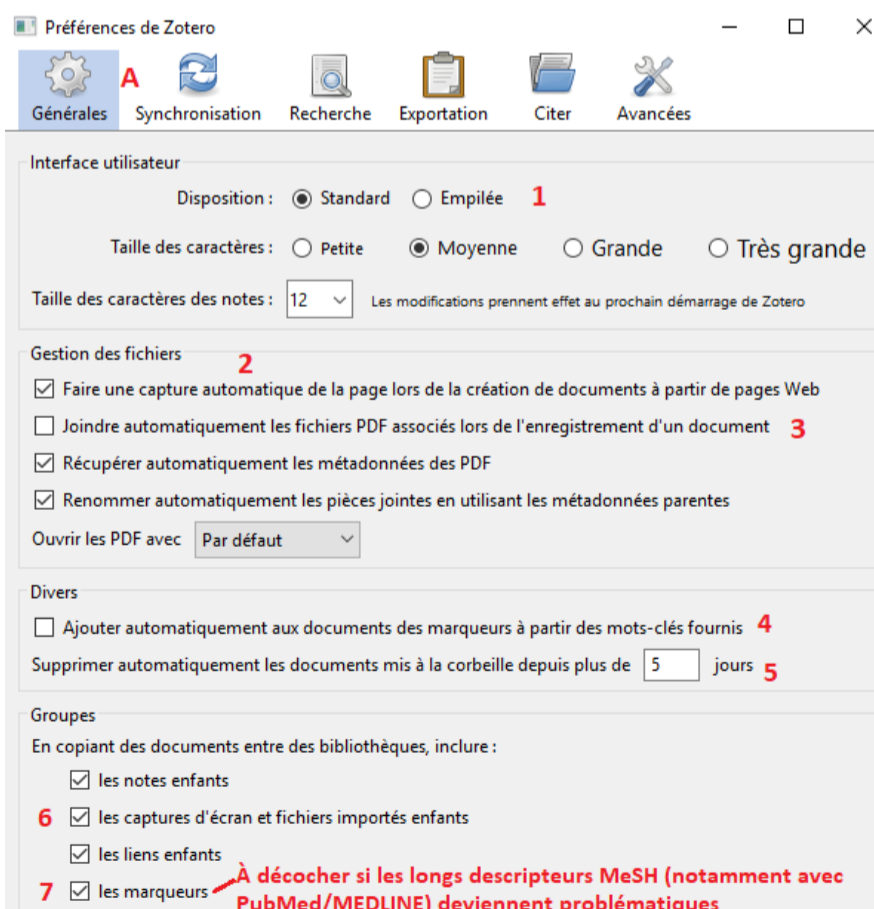 Préférences de Zotero
A
Générales Synchronisation Recherche Exportation Citer Avancées
Interface utilisateur
Disposition : Standard Empilée 1
Taille des caractères : Petite Moyenne Grande Très grande
Taille des caractères des notes : 12 Les modifications prennent effet au prochain démarrage de Zotero
Gestion des fichiers
2
Faire une capture automatique de la page lors de la création de documents à partir de pages Web
Joindre automatiquement les fichiers PDF associés lors de l'enregistrement d'un document 3
Récupérer automatiquement les métadonnées des PDF
Renommer automatiquement les pièces jointes en utilisant les métadonnées parentes
Ouvrir les PDF avec Par défaut
Divers
Ajouter automatiquement aux documents des marqueurs à partir des mots-clés fournis 4
Supprimer automatiquement les documents mis à la corbeille depuis plus de 5 jours 5
Groupes
En copiant des documents entre des bibliothèques, inclure :
les notes enfants
6 les captures d'écran et fichiers importés enfants
les liens enfants
7 les marqueurs
À décocher si les longs descripteurs MeSH (notamment avec
PubMed/MEDLINE) deviennent problématiques